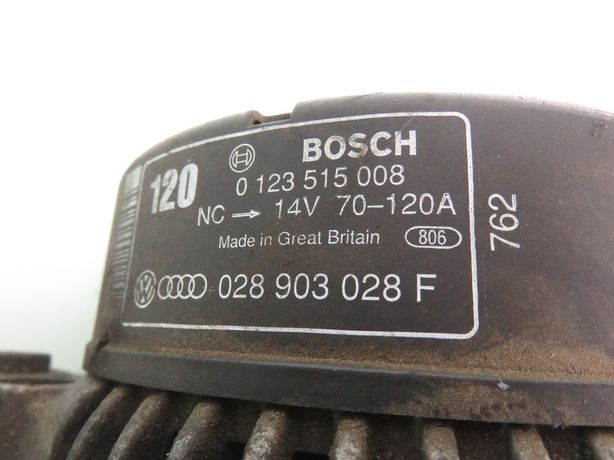 120
BOSCH
0 123 515 008
NC → 14V 70-120A
Made in Great Britain 806
028 903 028 F
762